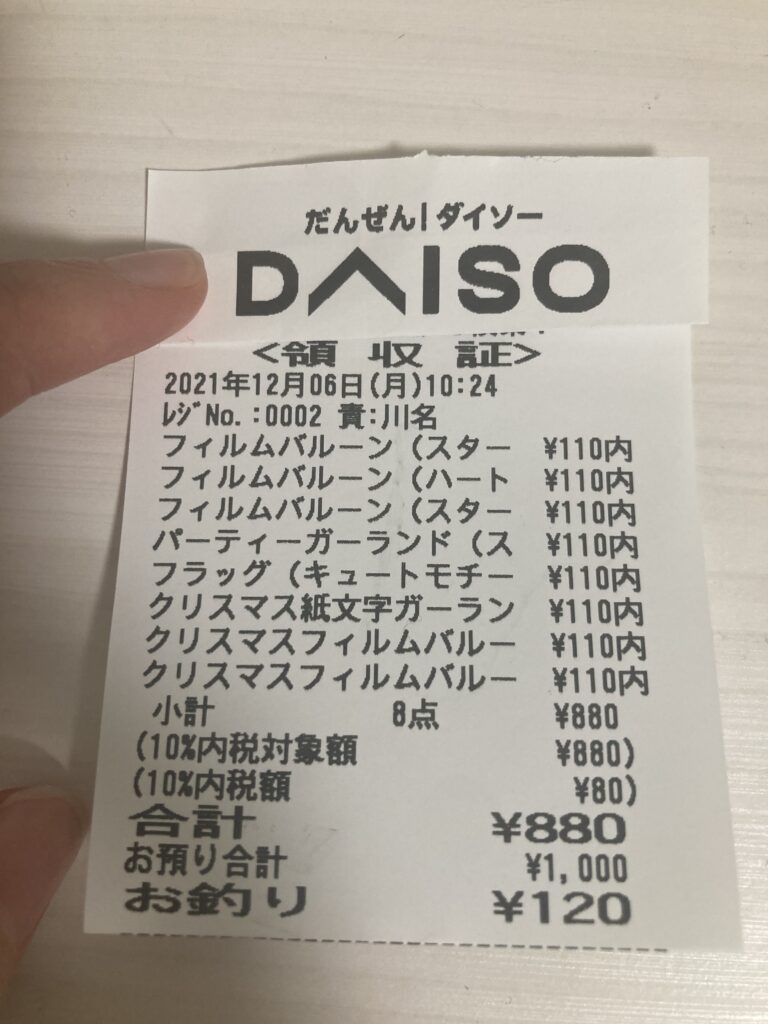 だんぜん!ダイソー
DAISO
<領収証>
2021年12月06日(月)10:24
ﾚｼﾞNo.:0002 責:川名
フィルムバルーン（スター ¥110内
フィルムバルーン（ハート ¥110内
フィルムバルーン（スター ¥110内
パーティーガーランド（ス ¥110内
フラッグ（キュートモチー ¥110内
クリスマス紙文字ガーラン ¥110内
クリスマスフィルムバルー ¥110内
クリスマスフィルムバルー ¥110内
小計 8点 ¥880
(10%内税対象額 ¥880)
(10%内税額 ¥80)
合計 ¥880
お預り合計 ¥1,000
お釣り ¥120